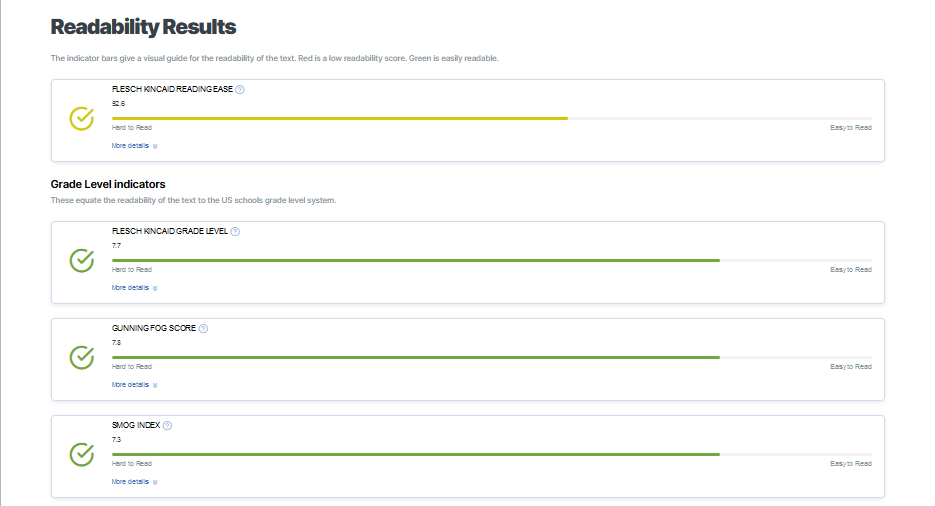 Readability Results
The indicator bars give a visual guide for the readability of the text. Red is a low readability score. Green is easily readable.
FLESCH KINCAID READING EASE
52.6
Hard to Read Easy to Read
More details
Grade Level indicators
These equate the readability of the text to the US schools grade level system.
FLESCH KINCAID GRADE LEVEL
7.7
Hard to Read Easy to Read
More details
GUNNING FOG SCORE
7.8
Hard to Read Easy to Read
More details
SMOG INDEX
7.3
Hard to Read Easy to Read
More details